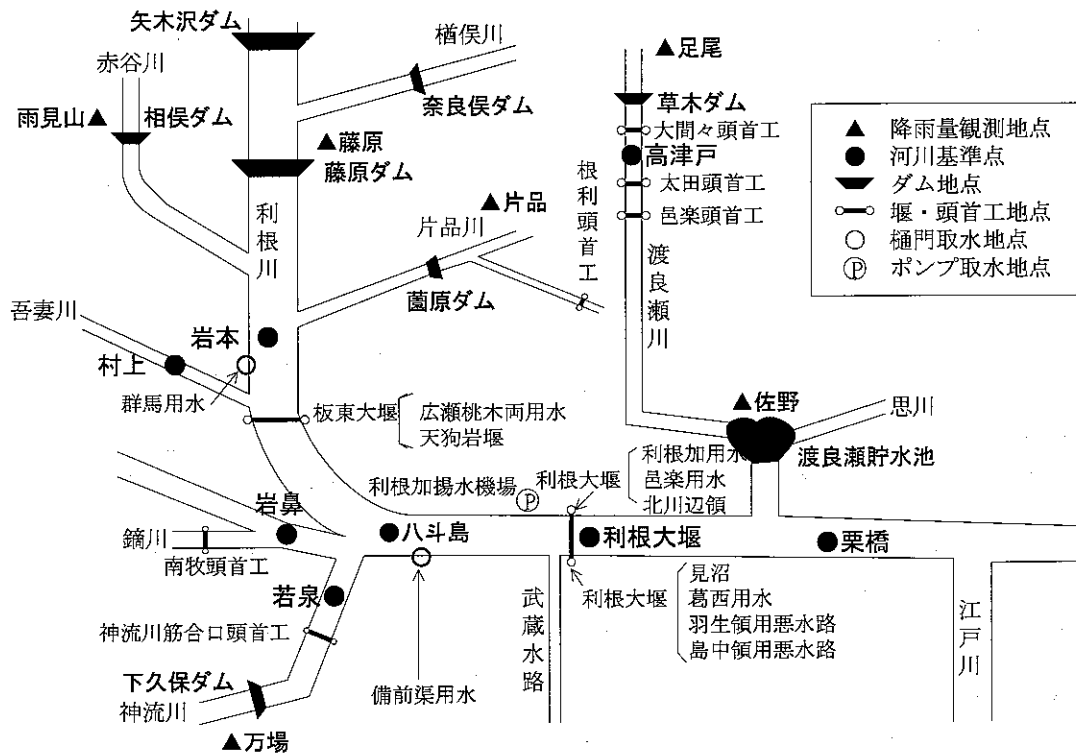 矢木沢ダム
楢俣川
赤谷川
▲足尾
雨見山▲
相俣ダム
奈良俣ダム
草木ダム
大間々頭首工
▲藤原
藤原ダム
高津戸
太田頭首工
邑楽頭首工
▲片品
片品川
根利頭首工
利根川
渡良瀬川
薗原ダム
▲ 降雨量観測地点
● 河川基準点
ダム地点
堰・頭首工地点
○ 樋門取水地点
Ⓟ ポンプ取水地点
吾妻川
岩本
村上
群馬用水
板東大堰
広瀬桃木両用水
天狗岩堰
▲佐野
思川
渡良瀬貯水池
利根加揚水機場
Ⓟ
利根大堰
利根加用水
邑楽用水
北川辺領
岩鼻
八斗島
利根大堰
栗橋
鏑川
南牧頭首工
若泉
神流川筋合口頭首工
利根大堰
見沼
葛西用水
羽生領用悪水路
島中領用悪水路
武蔵水路
江戸川
下久保ダム
神流川
備前渠用水
▲万場